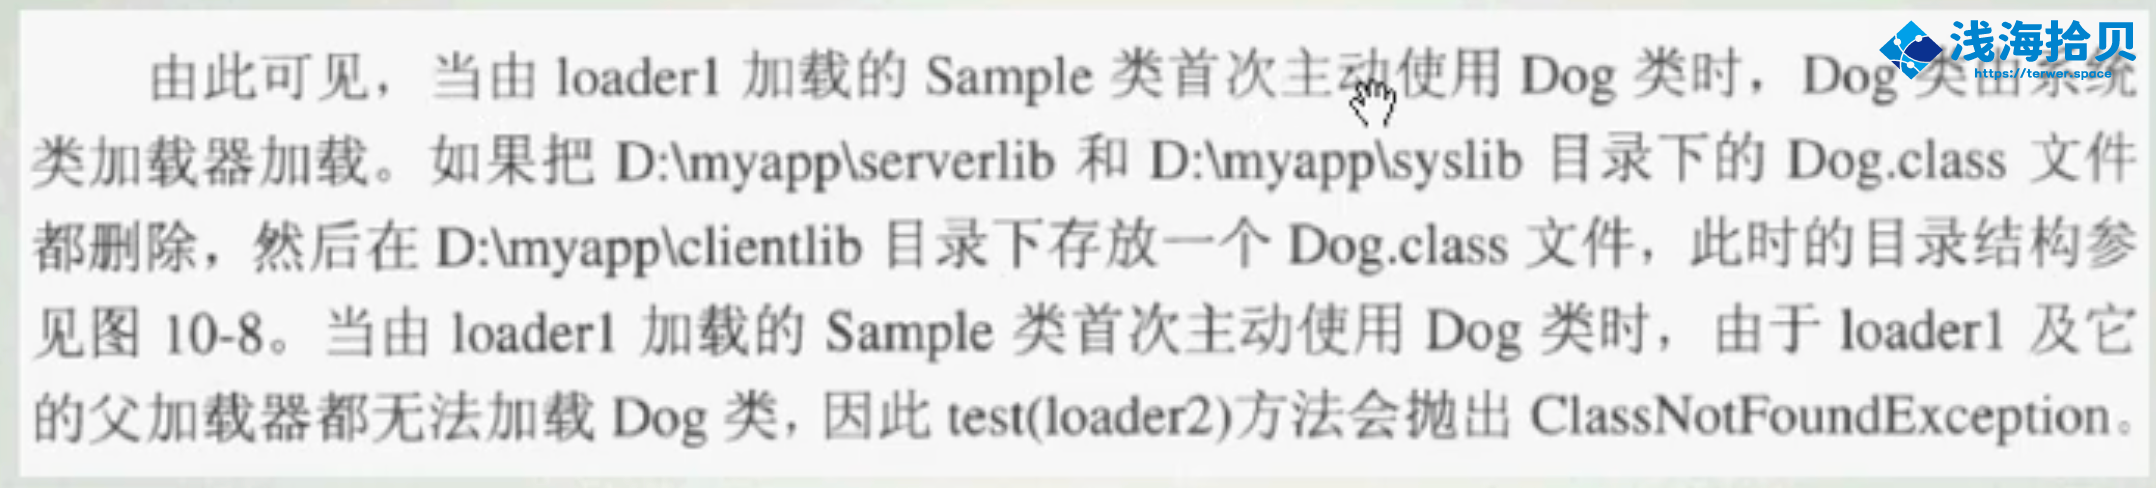 浅海拾贝
https://terwer.space
由此可见，当由 loader1 加载的 Sample 类首次主动使用 Dog 类时，Dog 类由系统
类加载器加载。如果把 D:\myapp\serverlib 和 D:\myapp\syslib 目录下的 Dog.class 文件
都删除，然后在 D:\myapp\clientlib 目录下存放一个 Dog.class 文件，此时的目录结构参
见图 10-8。当由 loader1 加载的 Sample 类首次主动使用 Dog 类时，由于 loader1 及它
的父加载器都无法加载 Dog 类，因此 test(loader2)方法会抛出 ClassNotFoundException。